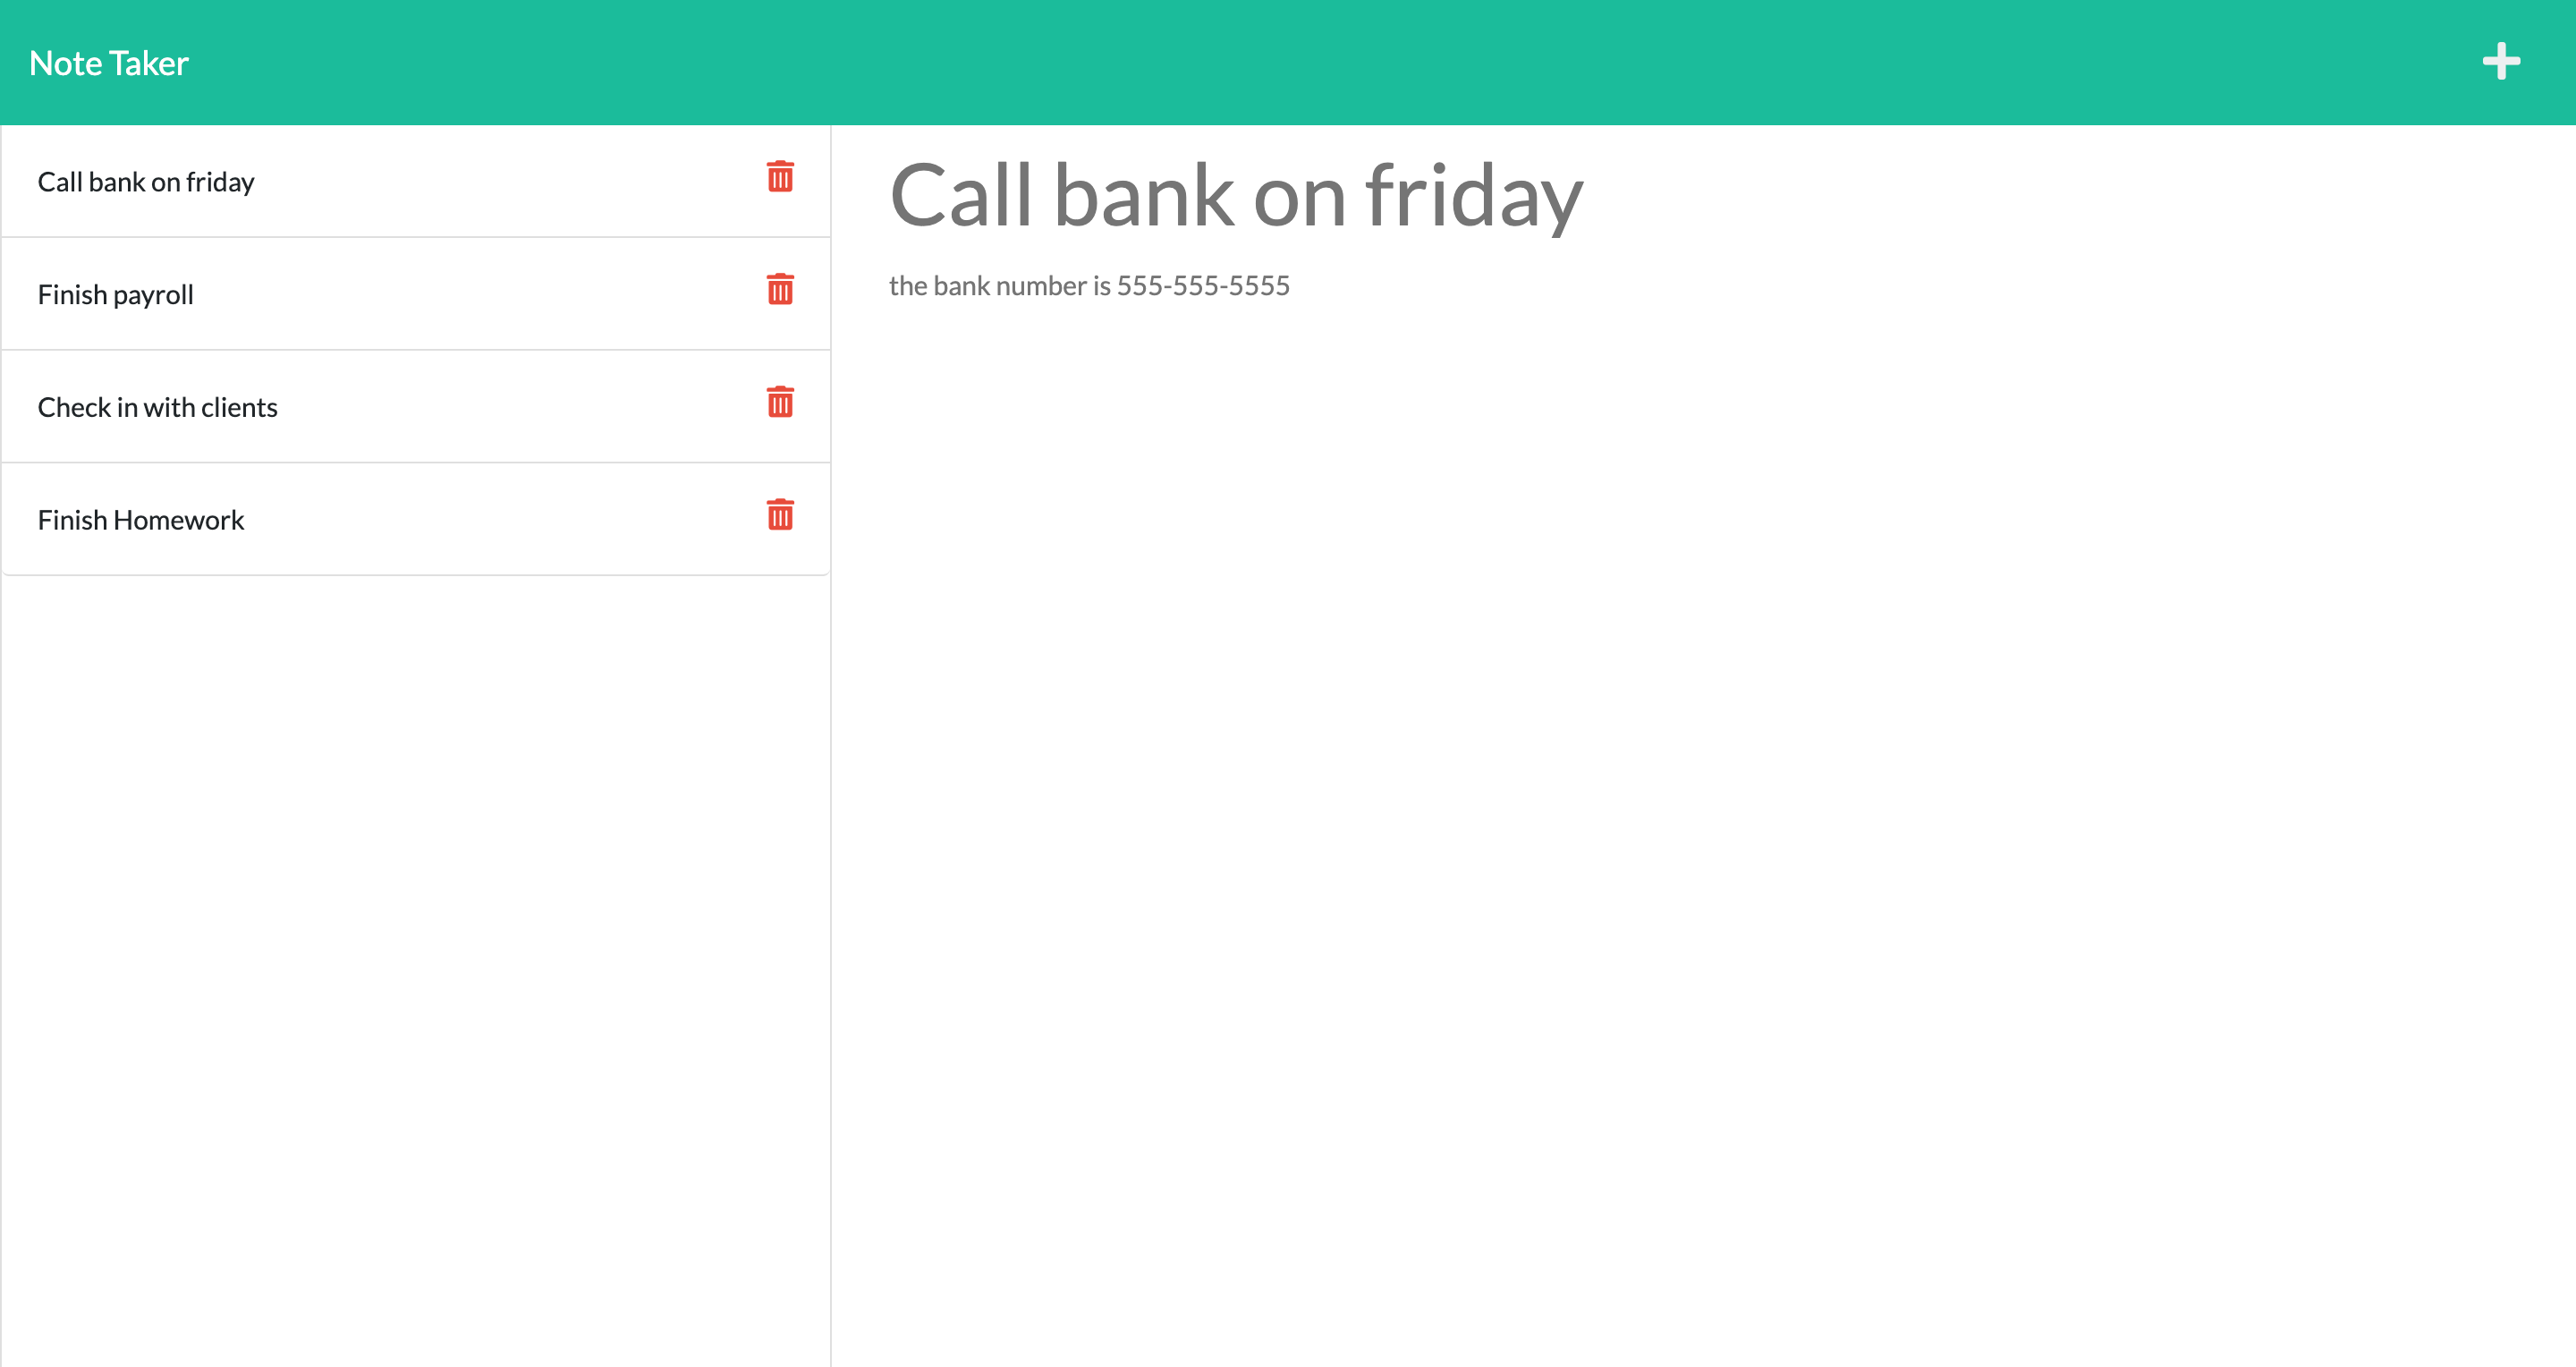 Note Taker
Call bank on friday
Finish payroll
Check in with clients
Finish Homework
Call bank on friday
the bank number is 555-555-5555